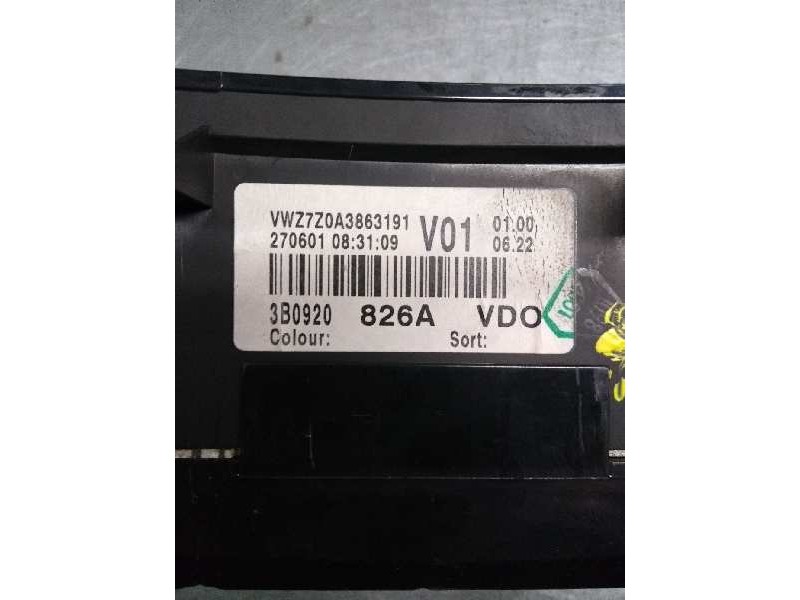 VWZ7Z0A3863191 V01 01.00
270601 08:31:09 06.22
3B0920 826A VDO
Colour: Sort: